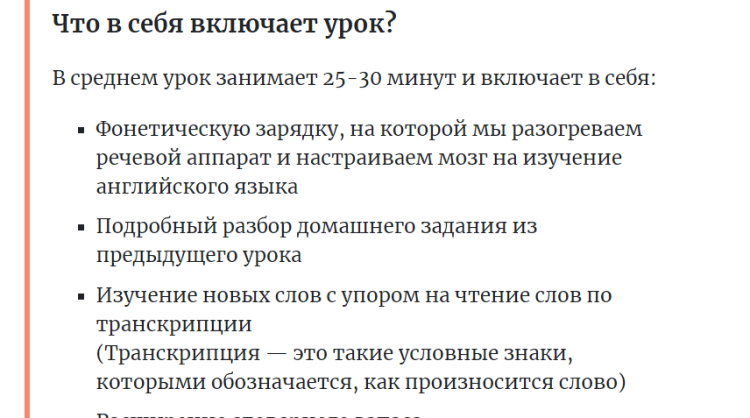 Что в себя включает урок?
В среднем урок занимает 25-30 минут и включает в себя:
Фонетическую зарядку, на которой мы разогреваем
речевой аппарат и настраиваем мозг на изучение
английского языка
Подробный разбор домашнего задания из
предыдущего урока
Изучение новых слов с упором на чтение слов по
транскрипции
(Транскрипция — это такие условные знаки,
которыми обозначается, как произносится слово)